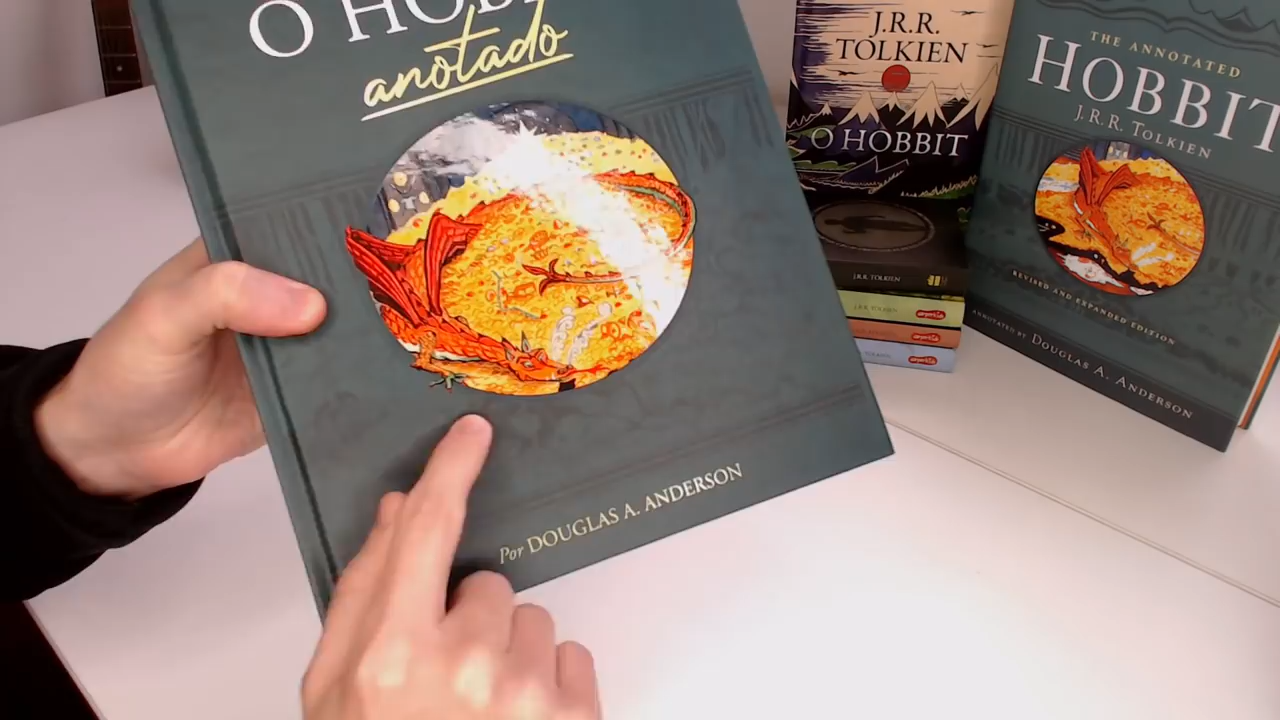 O HOB
anotado
Por DOUGLAS A. ANDERSON
J.R.R.
TOLKIEN
O HOBBIT
J.R.R. TOLKIEN
THE ANNOTATED
HOBBIT
J.R.R. TOLKIEN
REVISED AND EXPANDED EDITION
ANNOTATED BY DOUGLAS A. ANDERSON